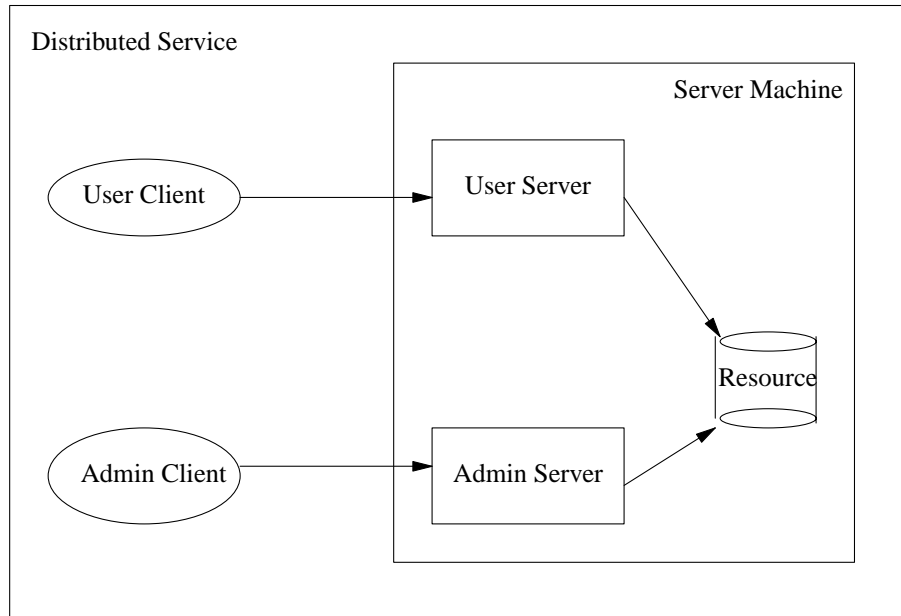 Distributed Service
Server Machine
User Client
User Server
Resource
Admin Client
Admin Server